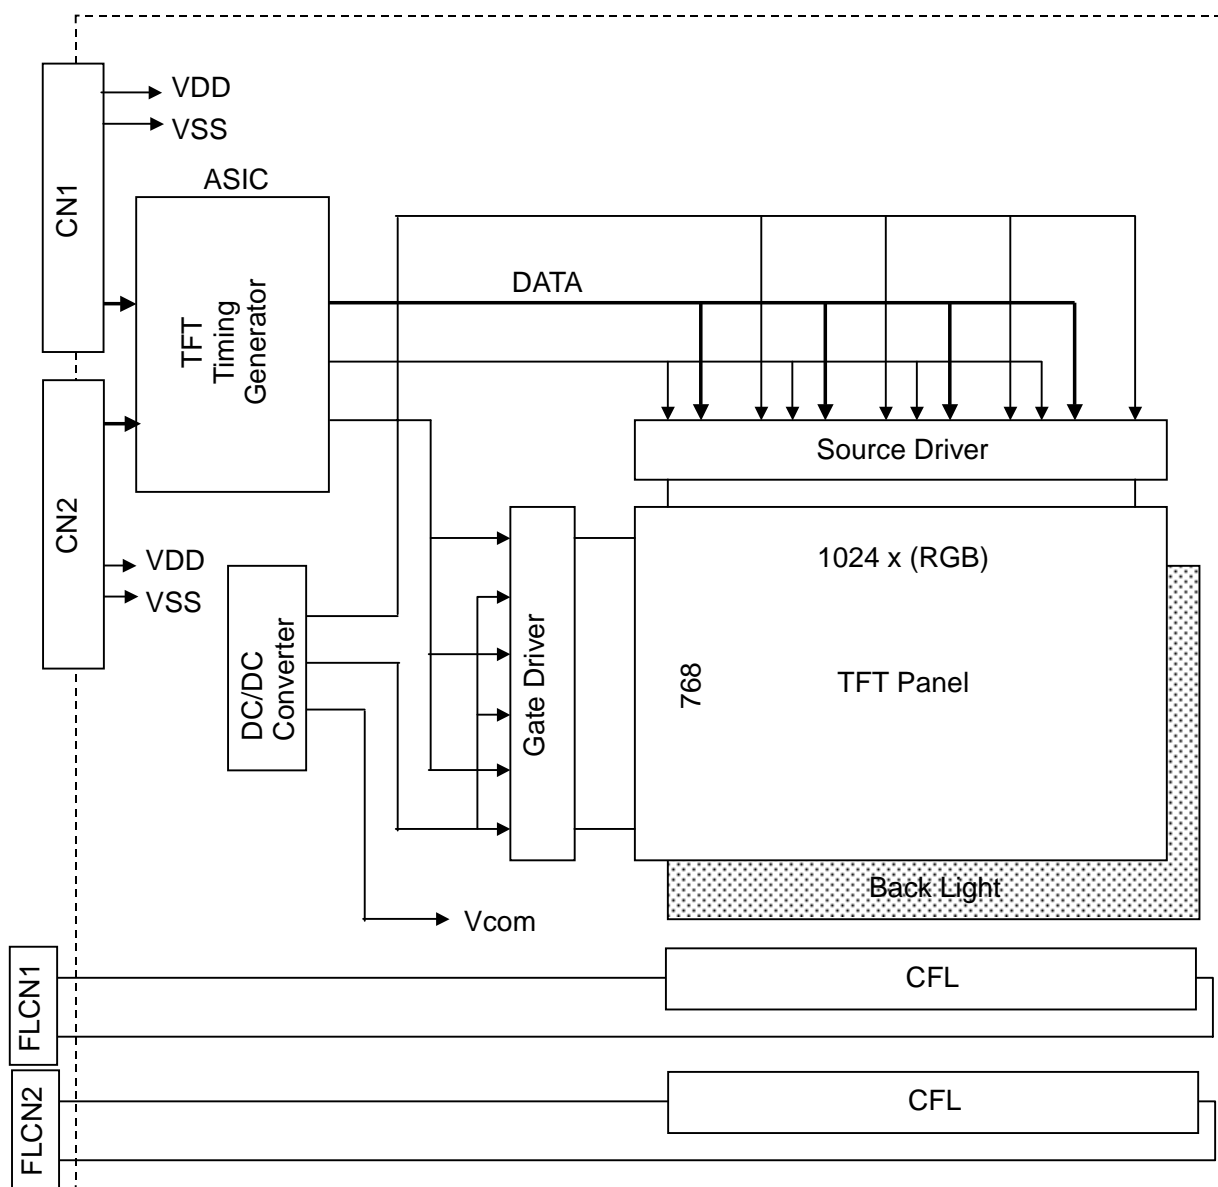 VDD
VSS
CN1
ASIC
TFT
Timing
Generator
DATA
CN2
VDD
VSS
Source Driver
DC/DC
Converter
Gate Driver
1024 x (RGB)
768
TFT Panel
Back Light
Vcom
FLCN1
CFL
FLCN2
CFL